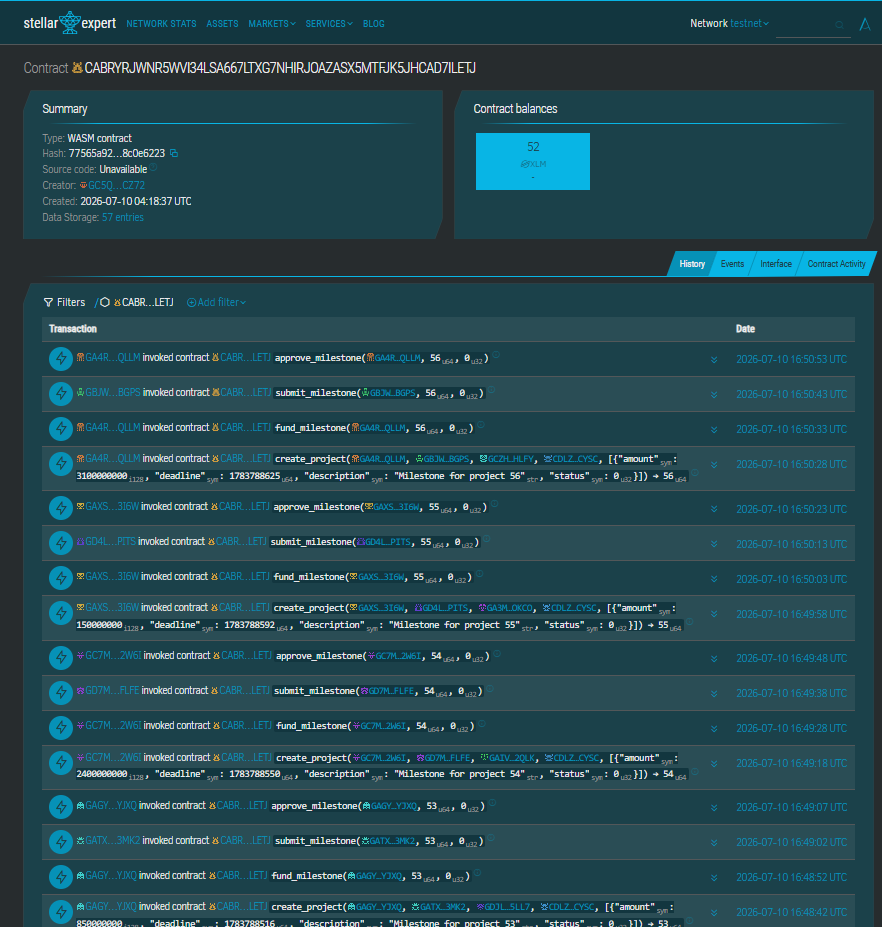 stellar expert NETWORK STATS ASSETS MARKETS SERVICES BLOG Network testnet
Contract CABRYRJWNR5WVI34LSA667LTXG7NHIRJOAZASX5MTFJK5JHCAD7ILETJ
Summary
Type: WASM contract
Hash: 77565a92...8c0e6223
Source code: Unavailable
Creator: GC5Q...CZ72
Created: 2026-07-10 04:18:37 UTC
Data Storage: 57 entries
Contract balances
52
XLM
-
History Events Interface Contract Activity
Filters / CABR...LETJ Add filter
Transaction Date
GA4R...QLLM invoked contract CABR...LETJ approve_milestone(GA4R…QLLM, 56u64, 0u32) 2026-07-10 16:50:53 UTC
GBJW...BGPS invoked contract CABR...LETJ submit_milestone(GBJW…BGPS, 56u64, 0u32) 2026-07-10 16:50:43 UTC
GA4R...QLLM invoked contract CABR...LETJ fund_milestone(GA4R…QLLM, 56u64, 0u32) 2026-07-10 16:50:33 UTC
GA4R...QLLM invoked contract CABR...LETJ create_project(GA4R…QLLM, GBJW…BGPS, GCZH…HLFY, CDLZ…CYSC, [{"amount"sym: 2026-07-10 16:50:28 UTC
3100000000i128, "deadline"sym: 1783788625u64, "description"sym: "Milestone for project 56"str, "status"sym: 0u32}]) → 56u64
GAXS...3I6W invoked contract CABR...LETJ approve_milestone(GAXS…3I6W, 55u64, 0u32) 2026-07-10 16:50:23 UTC
GD4L...PITS invoked contract CABR...LETJ submit_milestone(GD4L…PITS, 55u64, 0u32) 2026-07-10 16:50:13 UTC
GAXS...3I6W invoked contract CABR...LETJ fund_milestone(GAXS…3I6W, 55u64, 0u32) 2026-07-10 16:50:03 UTC
GAXS...3I6W invoked contract CABR...LETJ create_project(GAXS…3I6W, GD4L…PITS, GA3M…OKCO, CDLZ…CYSC, [{"amount"sym: 2026-07-10 16:49:58 UTC
150000000i128, "deadline"sym: 1783788592u64, "description"sym: "Milestone for project 55"str, "status"sym: 0u32}]) → 55u64
GC7M...2W6I invoked contract CABR...LETJ approve_milestone(GC7M…2W6I, 54u64, 0u32) 2026-07-10 16:49:48 UTC
GD7M...FLFE invoked contract CABR...LETJ submit_milestone(GD7M…FLFE, 54u64, 0u32) 2026-07-10 16:49:38 UTC
GC7M...2W6I invoked contract CABR...LETJ fund_milestone(GC7M…2W6I, 54u64, 0u32) 2026-07-10 16:49:28 UTC
GC7M...2W6I invoked contract CABR...LETJ create_project(GC7M…2W6I, GD7M…FLFE, GAIV…2QLK, CDLZ…CYSC, [{"amount"sym: 2026-07-10 16:49:18 UTC
2400000000i128, "deadline"sym: 1783788550u64, "description"sym: "Milestone for project 54"str, "status"sym: 0u32}]) → 54u64
GAGY...YJXQ invoked contract CABR...LETJ approve_milestone(GAGY…YJXQ, 53u64, 0u32) 2026-07-10 16:49:07 UTC
GATX...3MK2 invoked contract CABR...LETJ submit_milestone(GATX…3MK2, 53u64, 0u32) 2026-07-10 16:49:02 UTC
GAGY...YJXQ invoked contract CABR...LETJ fund_milestone(GAGY…YJXQ, 53u64, 0u32) 2026-07-10 16:48:52 UTC
GAGY...YJXQ invoked contract CABR...LETJ create_project(GAGY…YJXQ, GATX…3MK2, GDJL…5LL7, CDLZ…CYSC, [{"amount"sym: 2026-07-10 16:48:42 UTC
850000000i128, "deadline"sym: 1783788516u64, "description"sym: "Milestone for project 53"str, "status"sym: 0u32}]) → 53u64